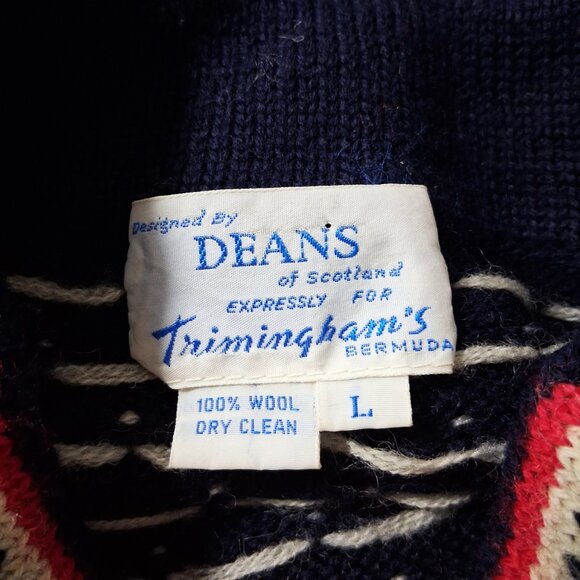 Designed By
DEANS
of Scotland
EXPRESSLY FOR
Trimingham's
BERMUDA
100% WOOL
DRY CLEAN
L